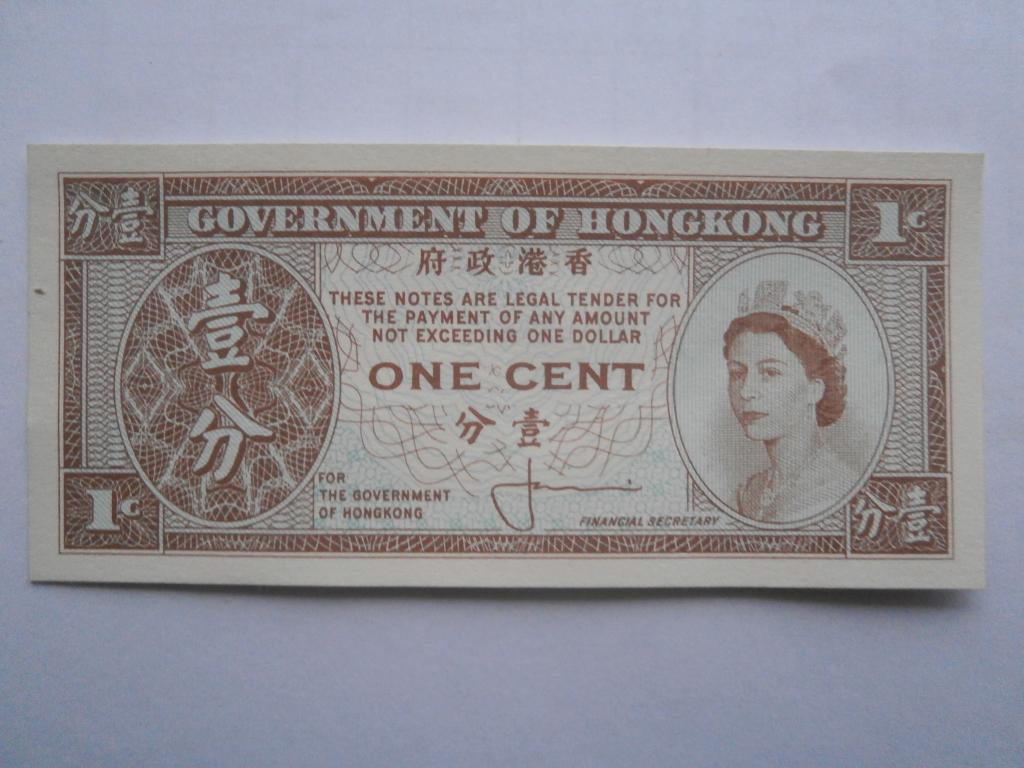 分壹
GOVERNMENT OF HONGKONG
1C
府政港香
THESE NOTES ARE LEGAL TENDER FOR
THE PAYMENT OF ANY AMOUNT
NOT EXCEEDING ONE DOLLAR
壹
分
ONE CENT
分壹
FOR
THE GOVERNMENT
OF HONGKONG
FINANCIAL SECRETARY
1C
分壹